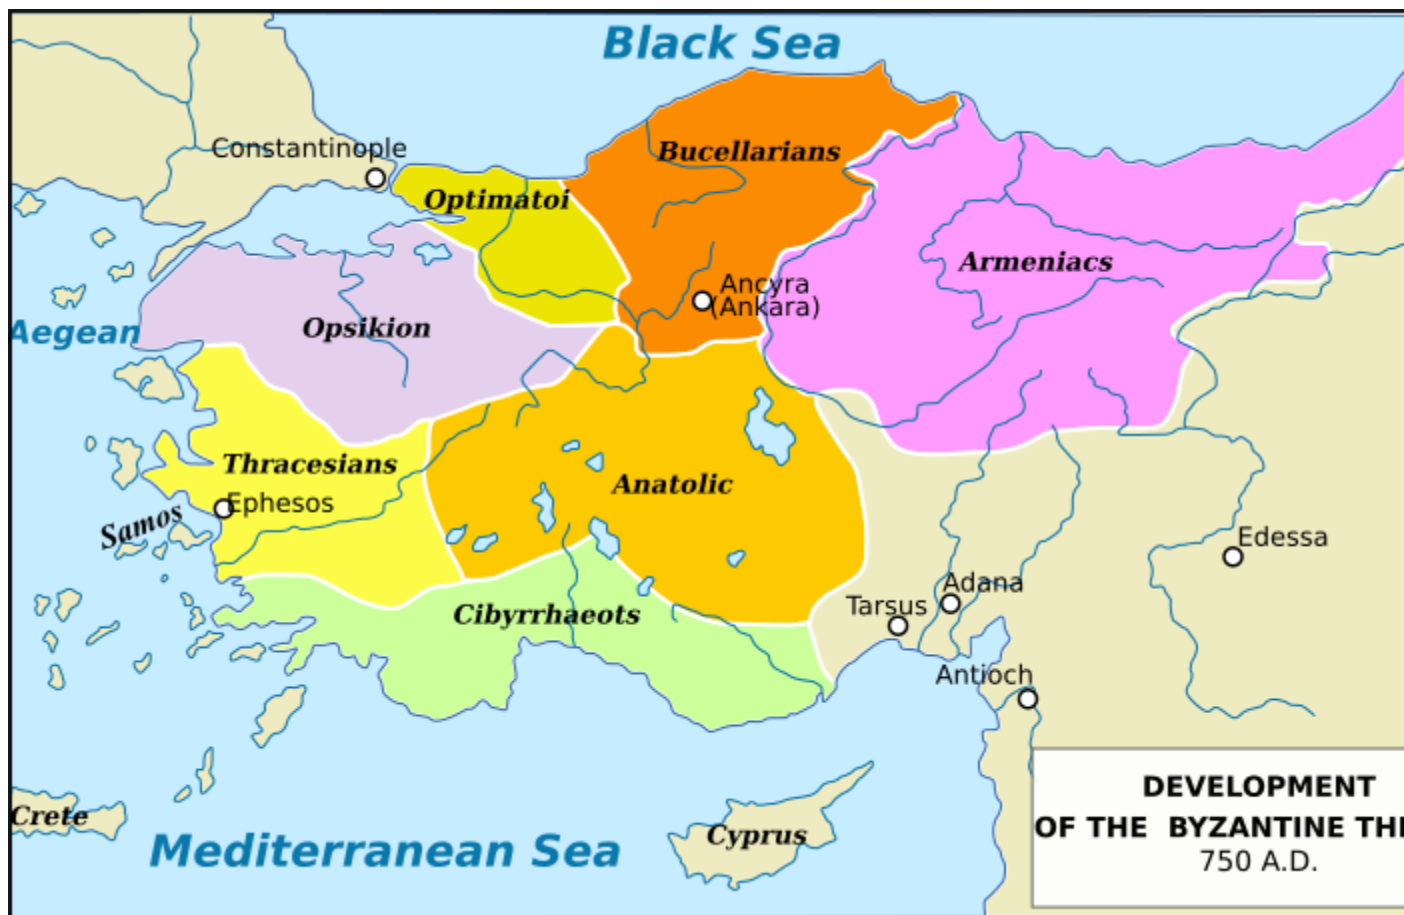 Black Sea
Constantinople
Bucellarians
Optimatoi
Armeniacs
Ancyra
(Ankara)
Opsikion
Aegean
Thracesians
Anatolic
Ephesos
Samos
Edessa
Adana
Tarsus
Cibyrrhaeots
Antioch
DEVELOPMENT
OF THE BYZANTINE TH
750 A.D.
Crete
Cyprus
Mediterranean Sea